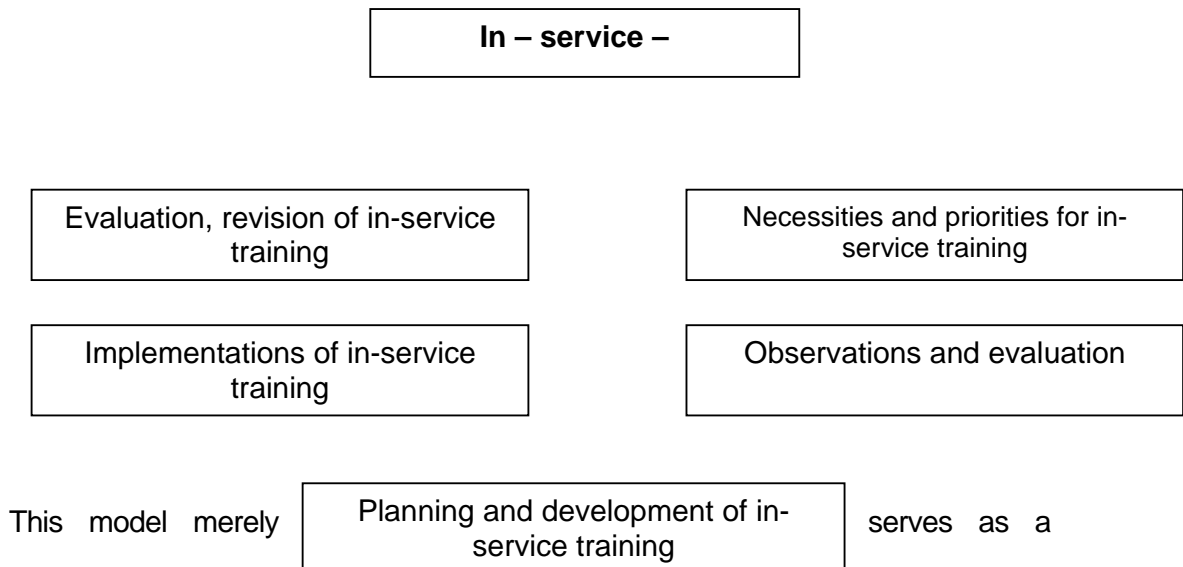 In – service –
Evaluation, revision of in-service
training
Necessities and priorities for in-
service training
Implementations of in-service
training
Observations and evaluation
This model merely
Planning and development of in-
service training
serves as a